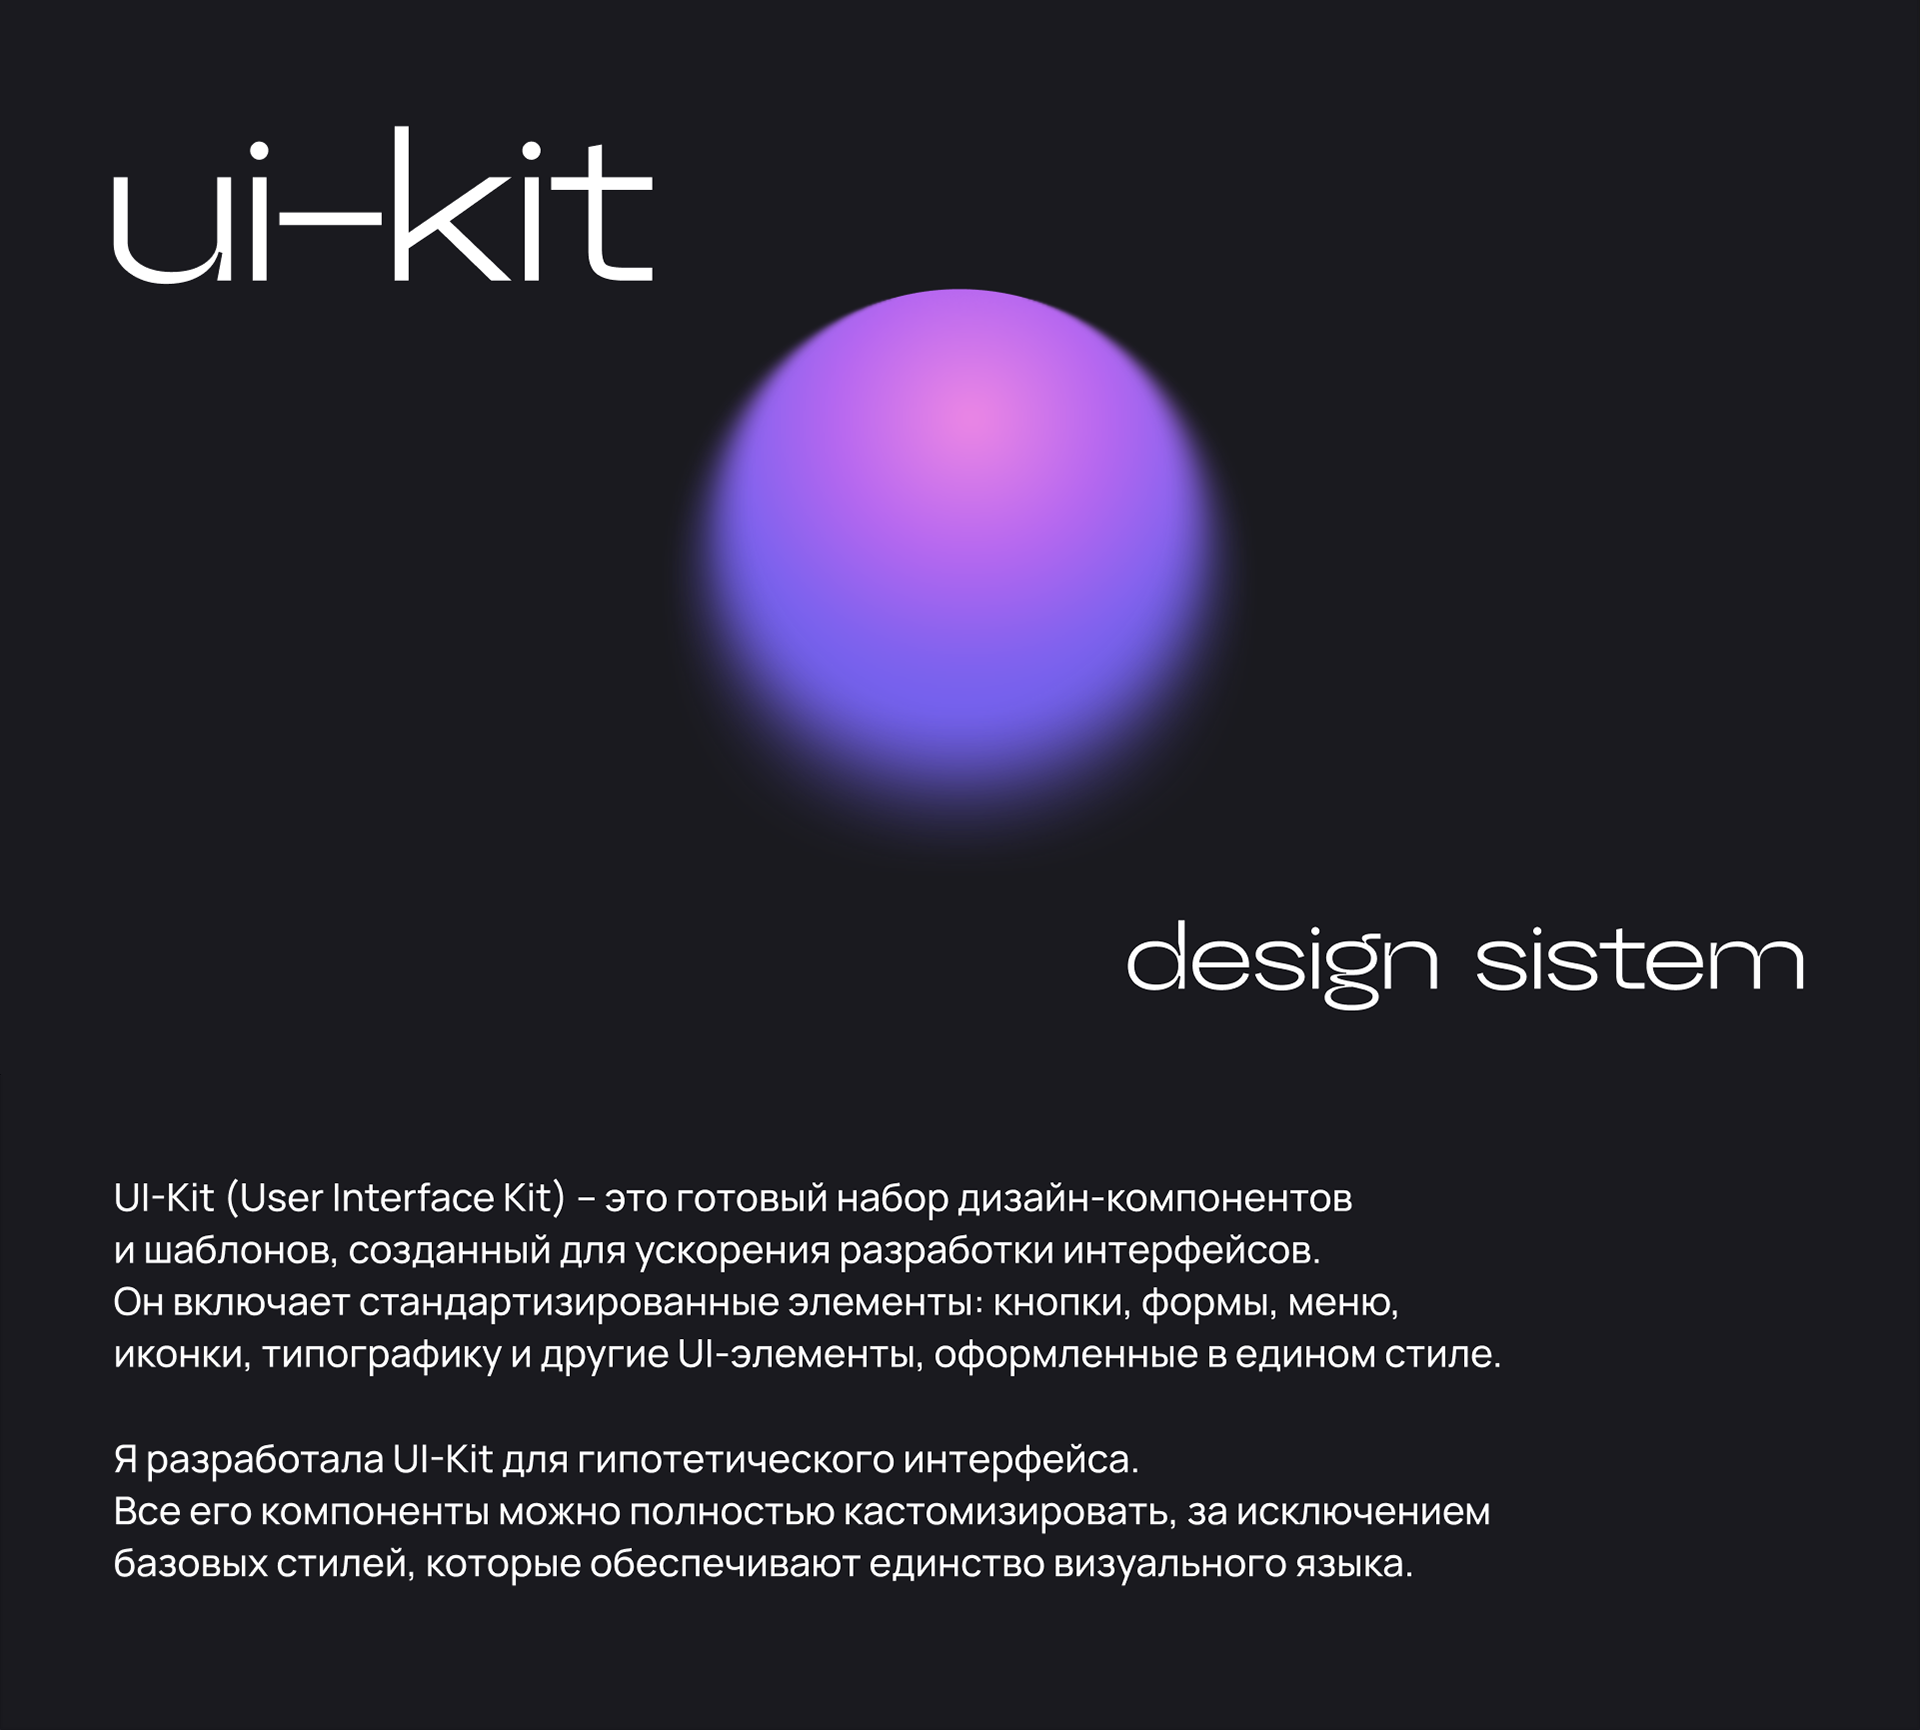 ui-kit
design sistem
UI-Kit (User Interface Kit) – это готовый набор дизайн-компонентов
и шаблонов, созданный для ускорения разработки интерфейсов.
Он включает стандартизированные элементы: кнопки, формы, меню,
иконки, типографику и другие UI-элементы, оформленные в едином стиле.
Я разработала UI-Kit для гипотетического интерфейса.
Все его компоненты можно полностью кастомизировать, за исключением
базовых стилей, которые обеспечивают единство визуального языка.